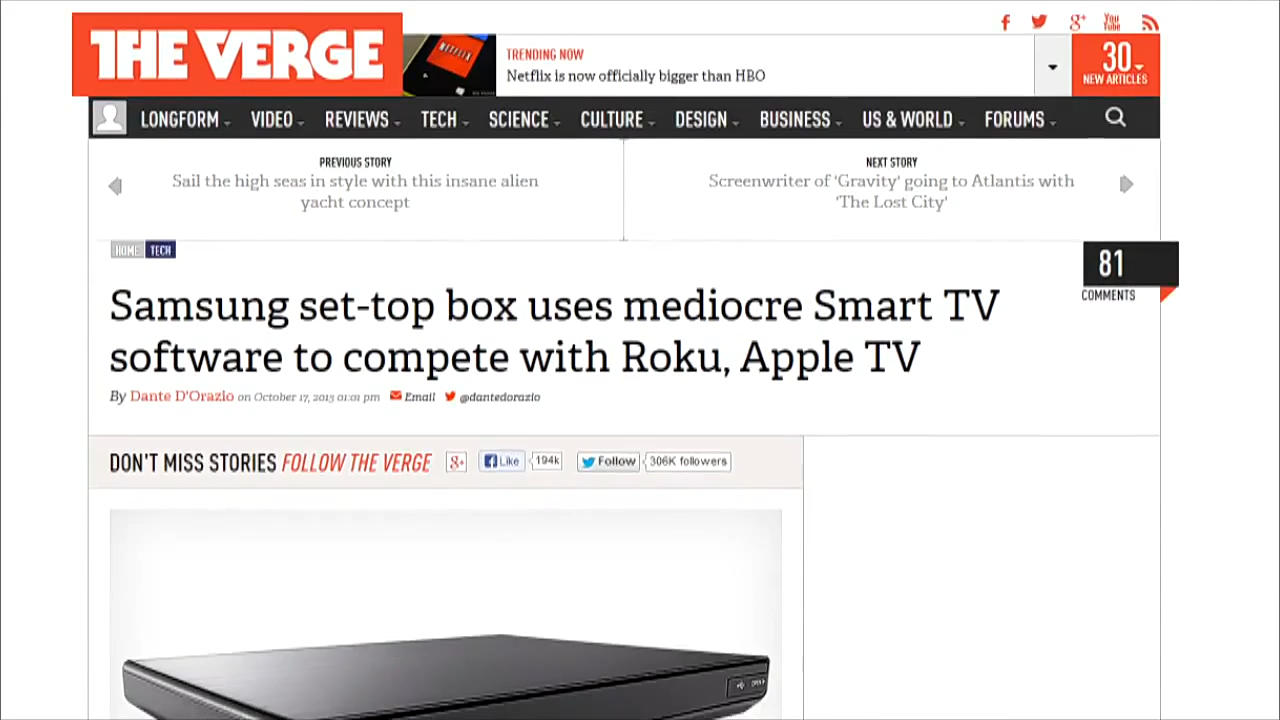 THE VERGE
TRENDING NOW
Netflix is now officially bigger than HBO
30
NEW ARTICLES
LONGFORM VIDEO REVIEWS TECH SCIENCE CULTURE DESIGN BUSINESS US & WORLD FORUMS
PREVIOUS STORY
Sail the high seas in style with this insane alien
yacht concept
NEXT STORY
Screenwriter of 'Gravity' going to Atlantis with
'The Lost City'
HOME TECH
81
COMMENTS
Samsung set-top box uses mediocre Smart TV
software to compete with Roku, Apple TV
By Dante D'Orazio on October 17, 2013 01:01 pm Email @dantedorazio
DON'T MISS STORIES FOLLOW THE VERGE g+ Like 194k Follow 306K followers
OPEN